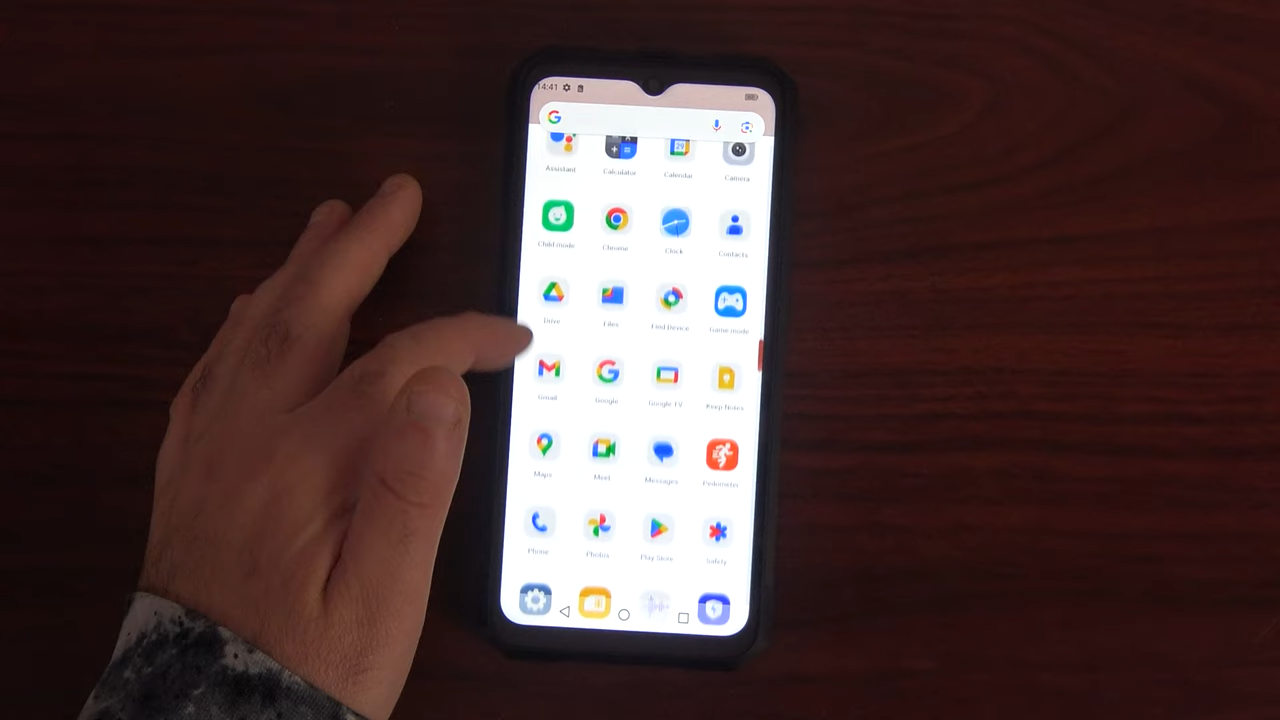 14:41
G
Assistant Calculator Calendar Camera
29
Child mode Chrome Clock Contacts
Drive Files Find Device Game mode
Gmail Google Google TV Keep Notes
Maps Meet Messages Pedometer
Phone Photos Play Store Safety